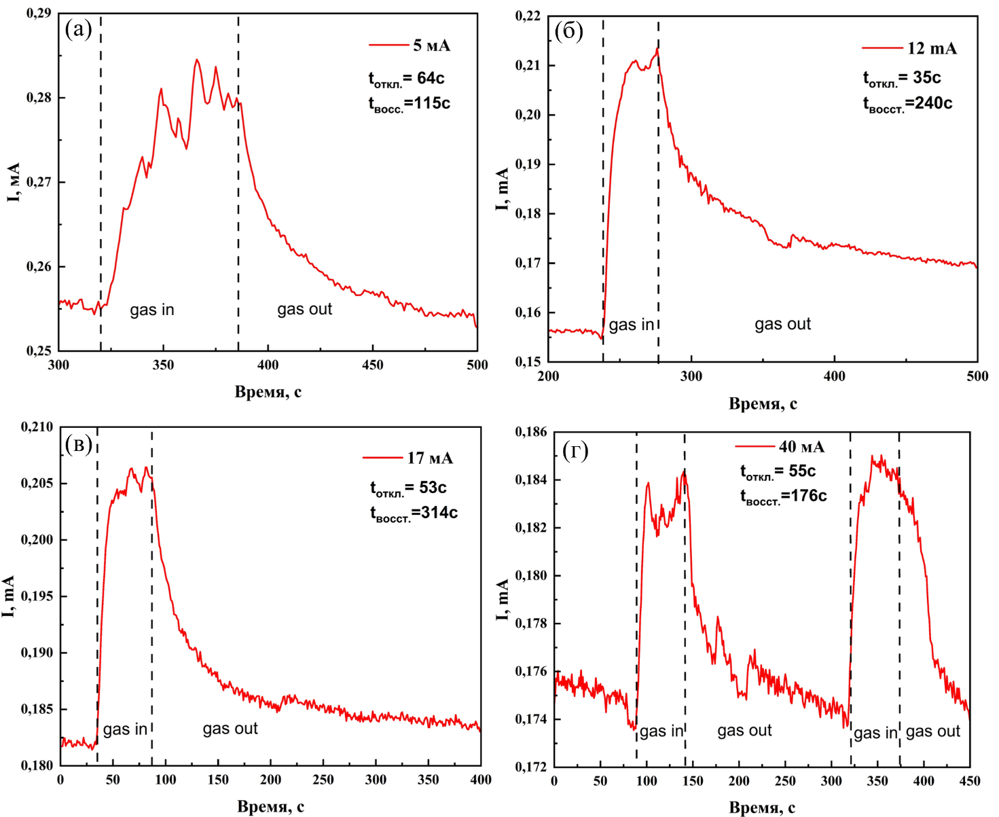 (а)
5 мА
tоткл.= 64с
tвосс.=115с
0,29
0,28
0,27
0,26
0,25
I, мА
gas in
gas out
300
350
400
450
500
Время, с
(б)
12 mA
tоткл.= 35с
tвосст.=240с
0,22
0,21
0,20
0,19
0,18
0,17
0,16
0,15
I, mA
gas in
gas out
200
300
400
500
Время, с
(в)
17 мА
tоткл.= 53с
tвосст.=314с
0,210
0,205
0,200
0,195
0,190
0,185
0,180
I, mA
gas in
gas out
0
50
100
150
200
250
300
350
400
Время, с
(г)
40 мА
tоткл.= 55с
tвосст.=176с
0,186
0,184
0,182
0,180
0,178
0,176
0,174
0,172
I, mA
gas in
gas out
gas in
gas out
0
50
100
150
200
250
300
350
400
450
Время, с